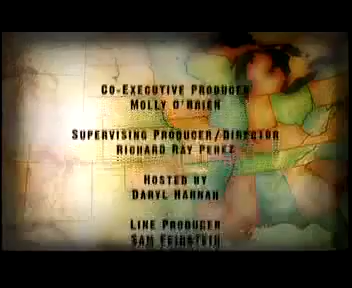 Co-Executive Producer
Molly O'Brien
Supervising Producer/Director
Richard Ray Perez
Hosted by
Daryl Hannah
Line Producer
Sam Feinstein